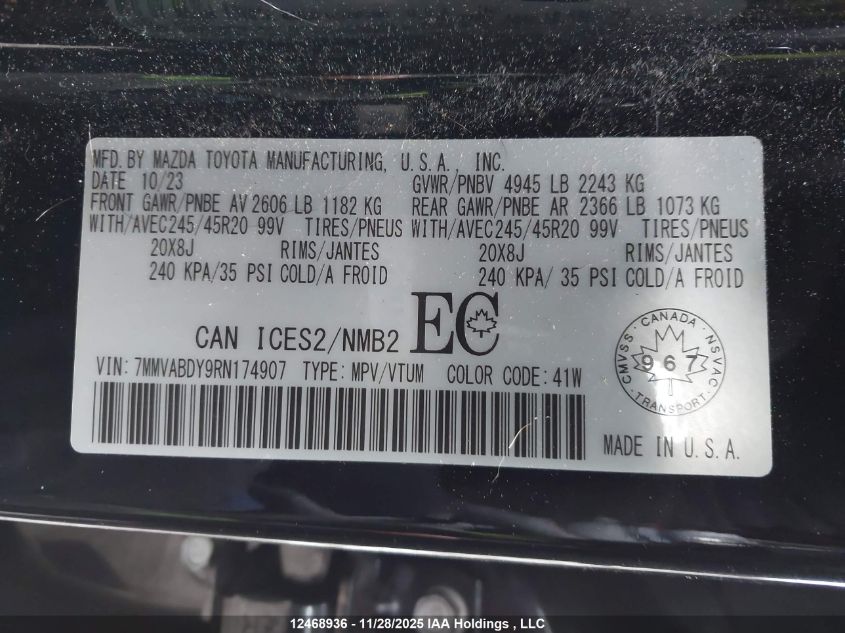 MFD. BY MAZDA TOYOTA MANUFACTURING, U.S.A., INC.
DATE 10/23 GVWR/PNBV 4945 LB 2243 KG
FRONT GAWR/PNBE AV 2606 LB 1182 KG REAR GAWR/PNBE AR 2366 LB 1073 KG
WITH/AVEC245/45R20 99V TIRES/PNEUS WITH/AVEC245/45R20 99V TIRES/PNEUS
20X8J RIMS/JANTES 20X8J RIMS/JANTES
240 KPA/35 PSI COLD/A FROID 240 KPA/ 35 PSI COLD/A FROID
CAN ICES2/NMB2 EC
CANADA
CMVSS 967 NSVAC
TRANSPORT
VIN: 7MMVABDY9RN174907 TYPE: MPV/VTUM COLOR CODE: 41W
MADE IN U.S.A.
12468936 - 11/28/2025 IAA Holdings, LLC